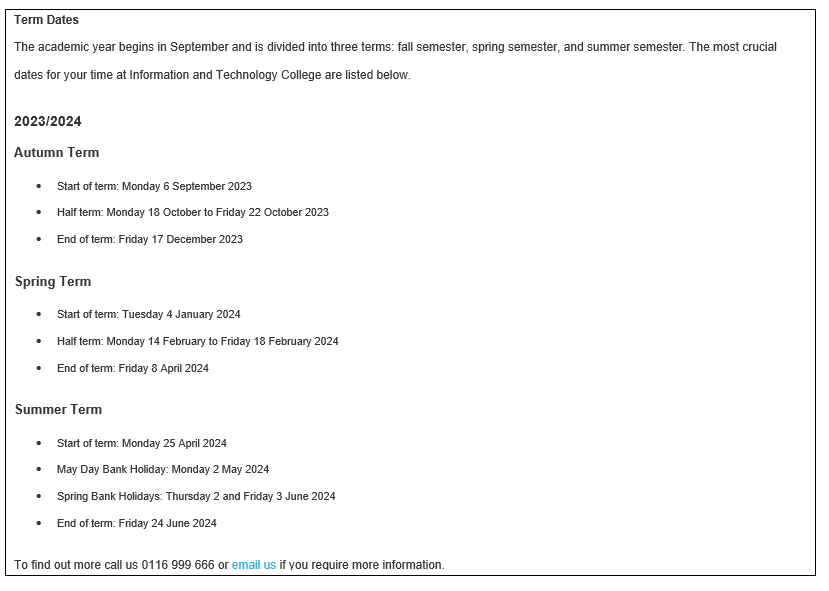 Term Dates
The academic year begins in September and is divided into three terms: fall semester, spring semester, and summer semester. The most crucial
dates for your time at Information and Technology College are listed below.
2023/2024
Autumn Term
• Start of term: Monday 6 September 2023
• Half term: Monday 18 October to Friday 22 October 2023
• End of term: Friday 17 December 2023
Spring Term
• Start of term: Tuesday 4 January 2024
• Half term: Monday 14 February to Friday 18 February 2024
• End of term: Friday 8 April 2024
Summer Term
• Start of term: Monday 25 April 2024
• May Day Bank Holiday: Monday 2 May 2024
• Spring Bank Holidays: Thursday 2 and Friday 3 June 2024
• End of term: Friday 24 June 2024
To find out more call us 0116 999 666 or email us if you require more information.